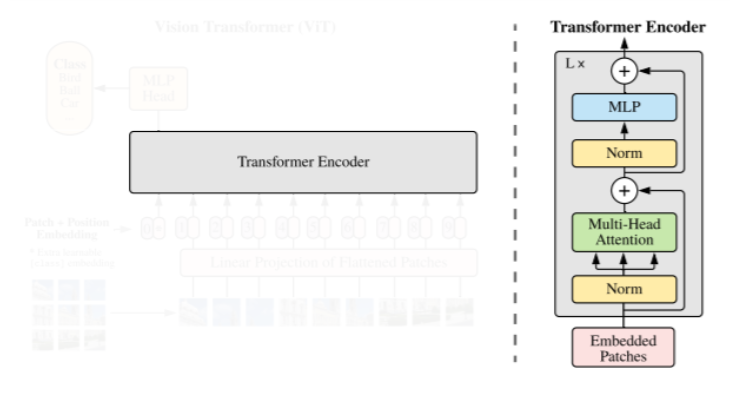 Vision Transformer (ViT)
Class
Bird
Ball
Car
...
MLP
Head
Transformer Encoder
Patch + Position
Embedding
* Extra learnable
[class] embedding
Linear Projection of Flattened Patches
Transformer Encoder
L ×
+
MLP
Norm
+
Multi-Head
Attention
Norm
Embedded
Patches